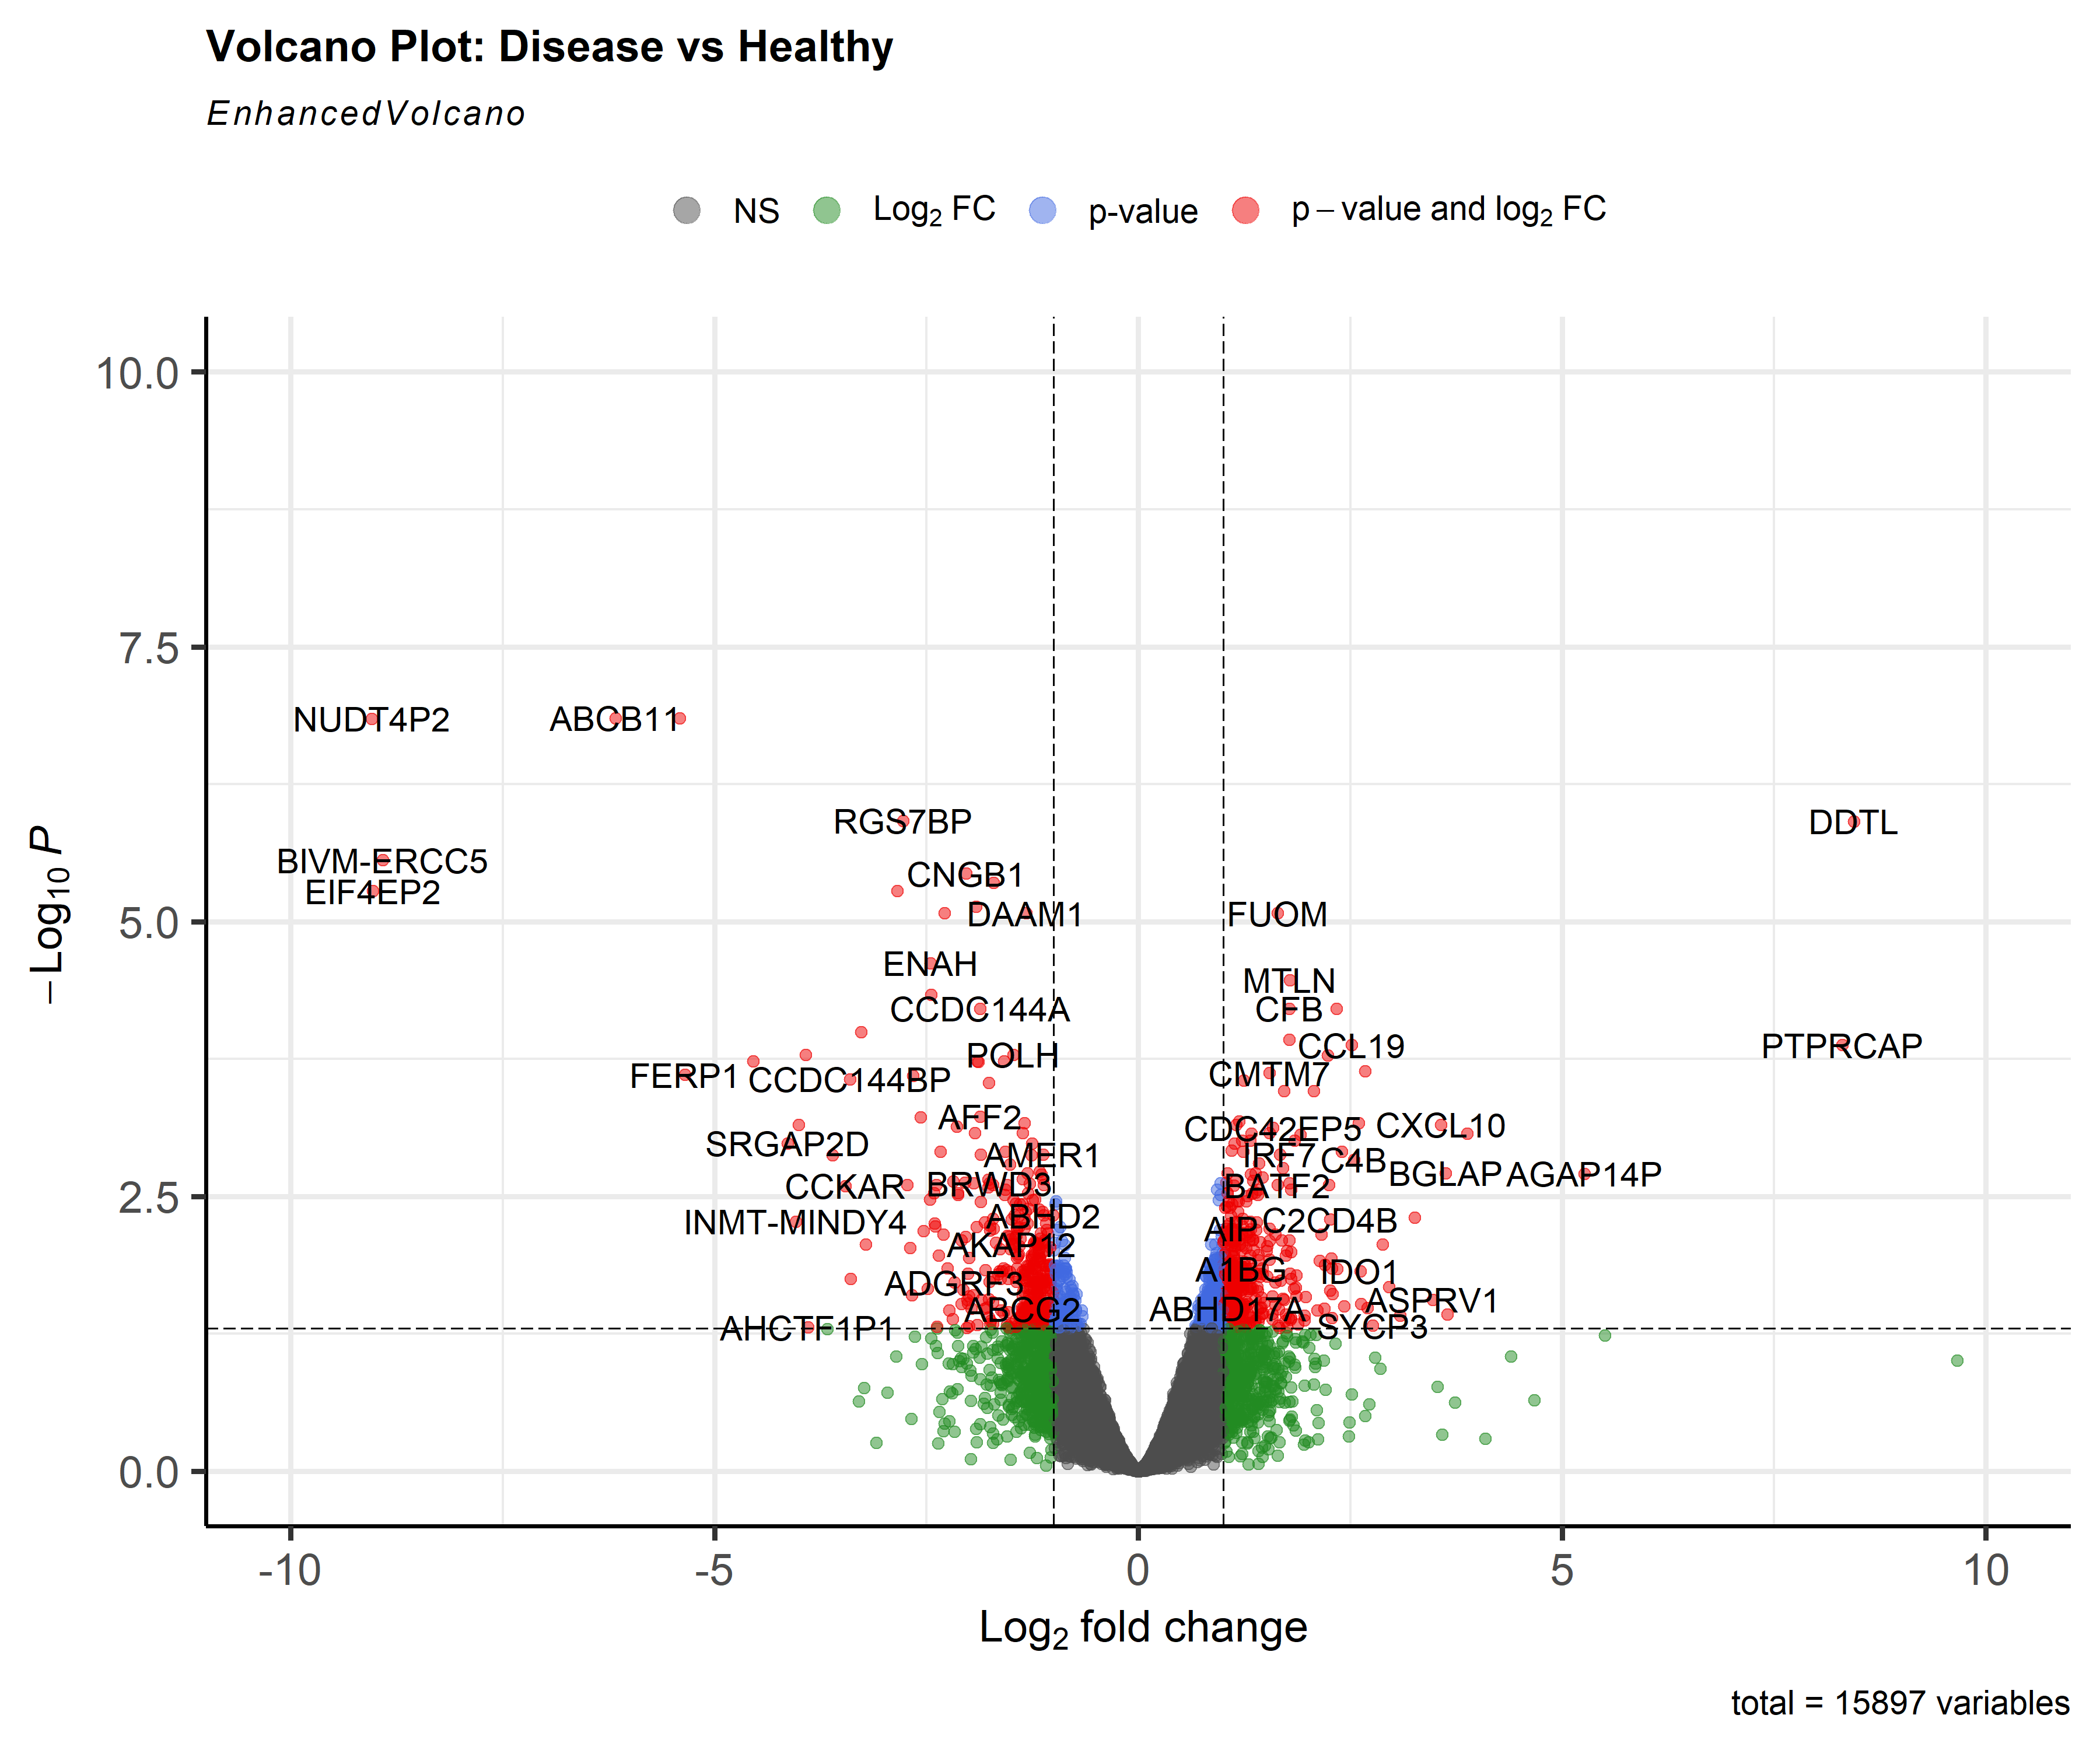 Volcano Plot: Disease vs Healthy
EnhancedVolcano
NS Log₂ FC p-value p−value and log₂ FC
−Log₁₀ P
10.0
7.5
5.0
2.5
0.0
NUDT4P2
ABCB11
RGS7BP
DDTL
BIVM-ERCC5
CNGB1
EIF4EP2
DAAM1
FUOM
ENAH
MTLN
CCDC144A
CFB
POLH
CCL19
PTPRCAP
FERP1
CCDC144BP
CMTM7
AFF2
CDC42EP5
CXCL10
SRGAP2D
AMER1
IRF7
C4B
BGLAP
AGAP14P
CCKAR
BRWD3
BATF2
INMT-MINDY4
ABHD2
AIP
C2CD4B
AKAP12
A1BG
IDO1
ADGRF3
ASPRV1
ABCG2
ABHD17A
AHCTF1P1
SYCP3
-10 -5 0 5 10
Log₂ fold change
total = 15897 variables